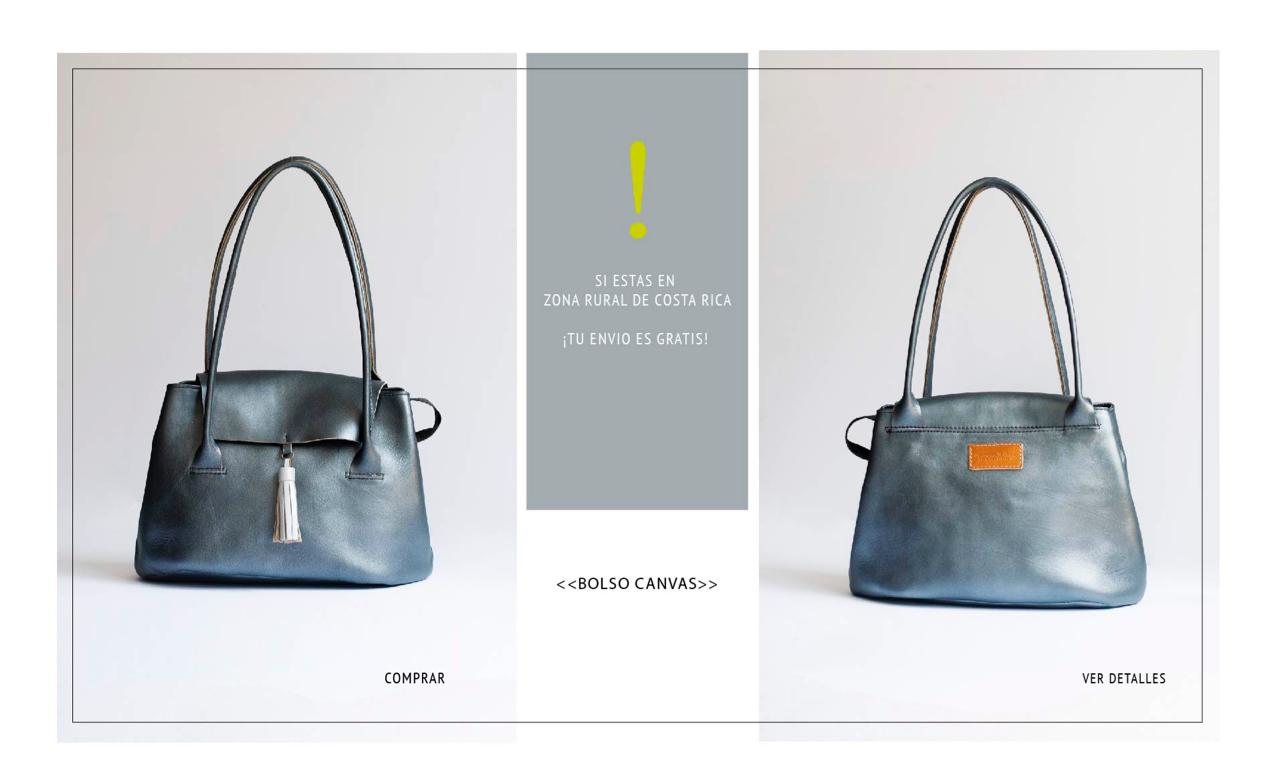 !
SI ESTAS EN
ZONA RURAL DE COSTA RICA
¡TU ENVIO ES GRATIS!
<<BOLSO CANVAS>>
COMPRAR
VER DETALLES